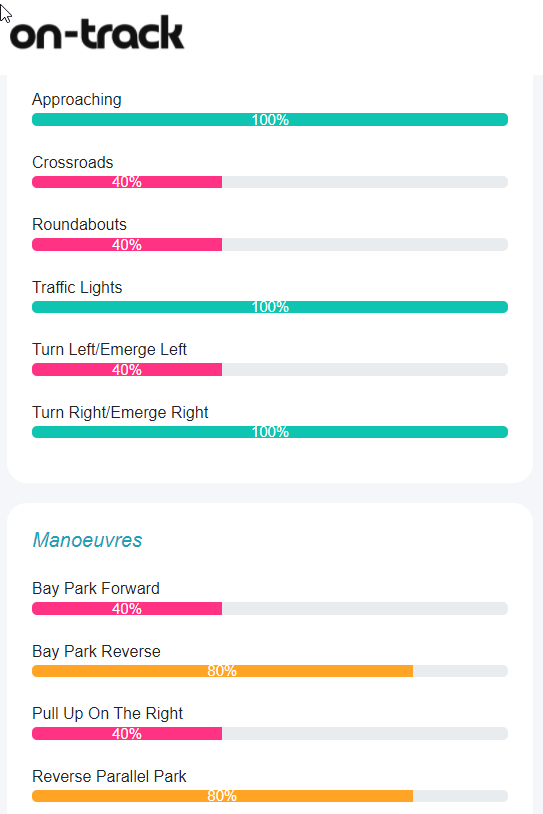 on-track
Approaching
100%
Crossroads
40%
Roundabouts
40%
Traffic Lights
100%
Turn Left/Emerge Left
40%
Turn Right/Emerge Right
100%
Manoeuvres
Bay Park Forward
40%
Bay Park Reverse
80%
Pull Up On The Right
40%
Reverse Parallel Park
80%